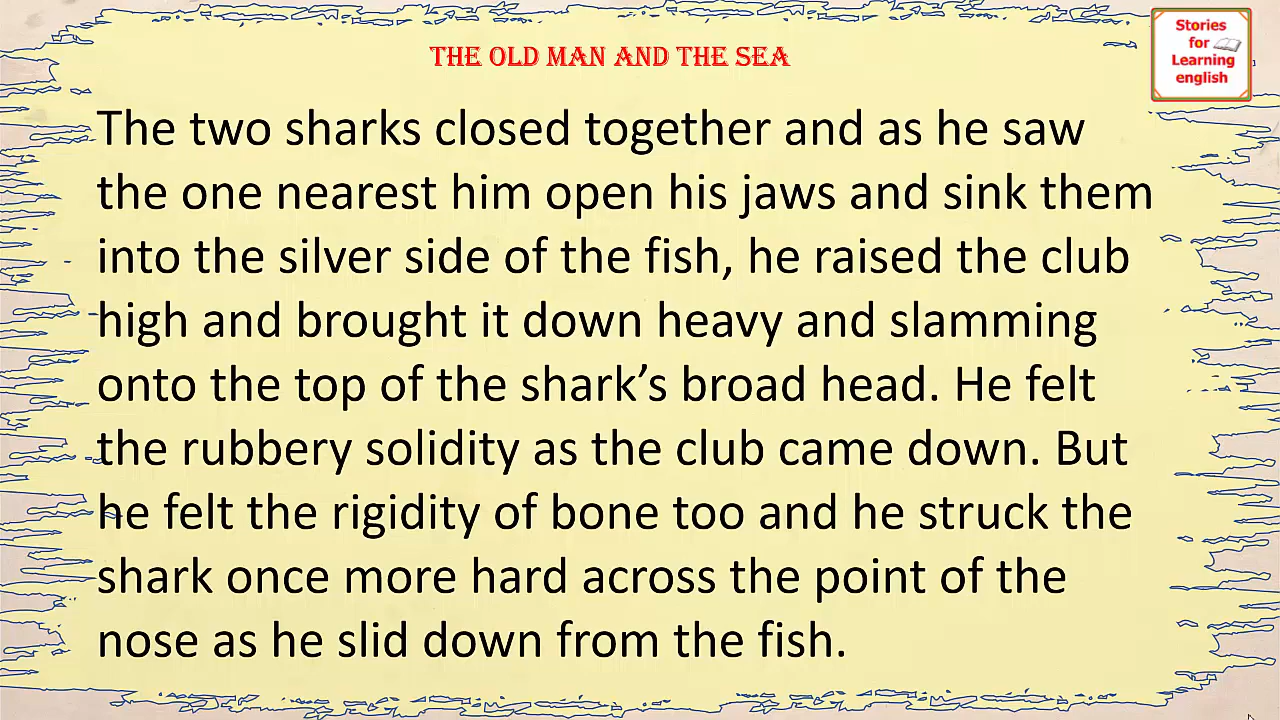 THE OLD MAN AND THE SEA
Stories
for
Learning
english
The two sharks closed together and as he saw
the one nearest him open his jaws and sink them
into the silver side of the fish, he raised the club
high and brought it down heavy and slamming
onto the top of the shark’s broad head. He felt
the rubbery solidity as the club came down. But
he felt the rigidity of bone too and he struck the
shark once more hard across the point of the
nose as he slid down from the fish.